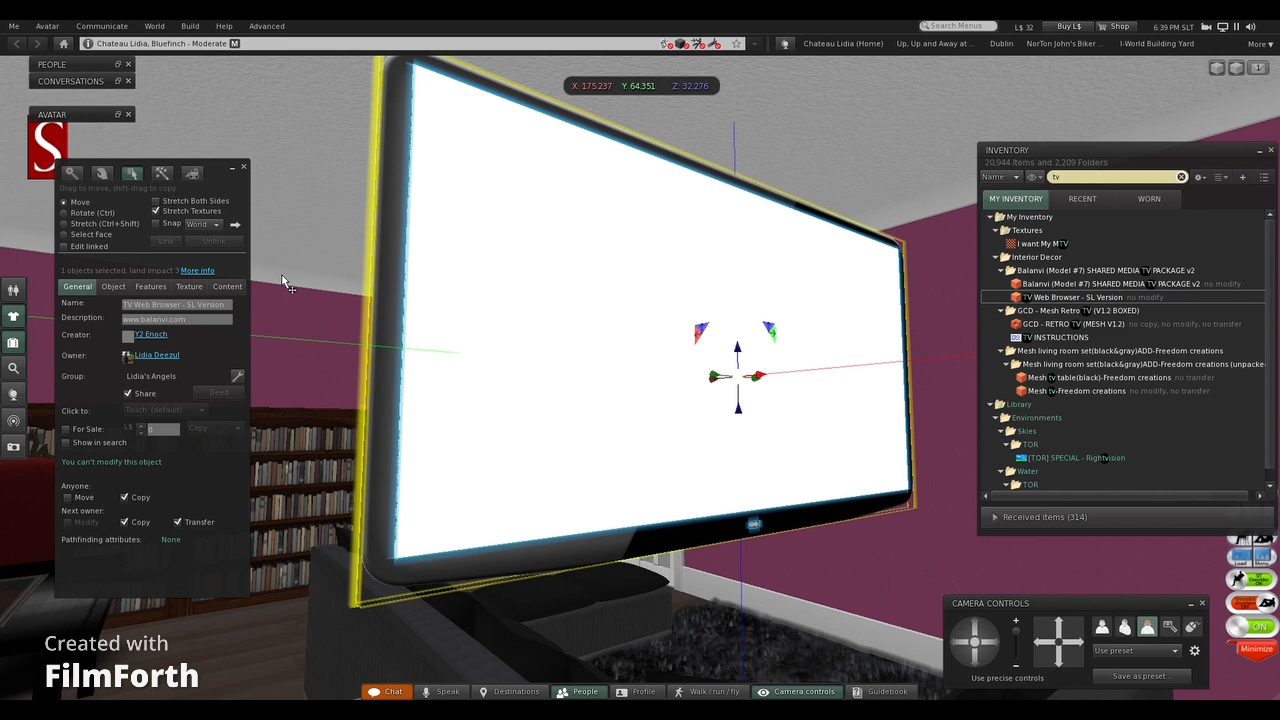 Me Avatar Communicate World Build Help Advanced
Search Menus L$ 32 Buy L$ Shop 6:39 PM SLT
Chateau Lidia, Bluefinch - Moderate M
Chateau Lidia (Home) Up, Up and Away at ... Dublin NorTon John's Biker ... I-World Building Yard More
PEOPLE
CONVERSATIONS
AVATAR
S
X: 175.237 Y: 64.351 Z: 32.276
Drag to move, shift-drag to copy
Move
Rotate (Ctrl)
Stretch (Ctrl+Shift)
Select Face
Edit linked
Stretch Both Sides
Stretch Textures
Snap World
Link Unlink
1 objects selected, land impact 3 More info
General Object Features Texture Content
Name: TV Web Browser - SL Version
Description: www.balanvi.com
Creator: Y2 Enoch
Owner: Lidia Deezul
Group: Lidia's Angels
Share Deed
Click to: Touch (default)
For Sale: L$ 0 Copy
Show in search
You can't modify this object
Anyone:
Move Copy
Next owner:
Modify Copy Transfer
Pathfinding attributes: None
INVENTORY
20,944 Items and 2,209 Folders
Name... tv
MY INVENTORY RECENT WORN
My Inventory
Textures
I want My MTV
Interior Decor
Balanvi (Model #7) SHARED MEDIA TV PACKAGE v2
Balanvi (Model #7) SHARED MEDIA TV PACKAGE v2 no modify
TV Web Browser - SL Version no modify
GCD - Mesh Retro TV (V1.2 BOXED)
GCD - RETRO TV (MESH V1.2) no copy, no modify, no transfer
TV INSTRUCTIONS
Mesh living room set(black&gray)ADD-Freedom creations
Mesh living room set(black&gray)ADD-Freedom creations (unpacke
Mesh tv table(black)-Freedom creations no transfer
Mesh tv-Freedom creations no modify, no transfer
Library
Environments
Skies
TOR
[TOR] SPECIAL - Rightvision
Water
TOR
Received items (314)
Load Menu
ON
Minimize
CAMERA CONTROLS
Use preset
Use precise controls
Save as preset...
Created with
FilmForth
Chat Speak Destinations People Profile Walk / run / fly Camera controls Guidebook